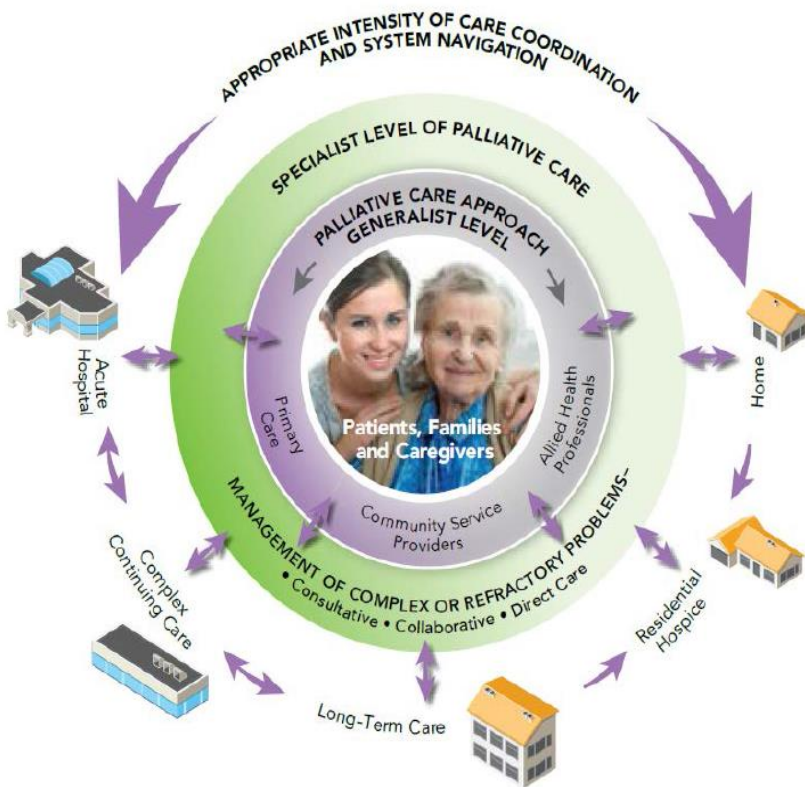 APPROPRIATE INTENSITY OF CARE COORDINATION
AND SYSTEM NAVIGATION
SPECIALIST LEVEL OF PALLIATIVE CARE
PALLIATIVE CARE APPROACH
GENERALIST LEVEL
Patients, Families
and Caregivers
Primary
Care
Community Service
Providers
Allied Health
Professionals
MANAGEMENT OF COMPLEX OR REFRACTORY PROBLEMS–
• Consultative • Collaborative • Direct Care
Acute
Hospital
Home
Complex
Continuing Care
Residential
Hospice
Long-Term Care